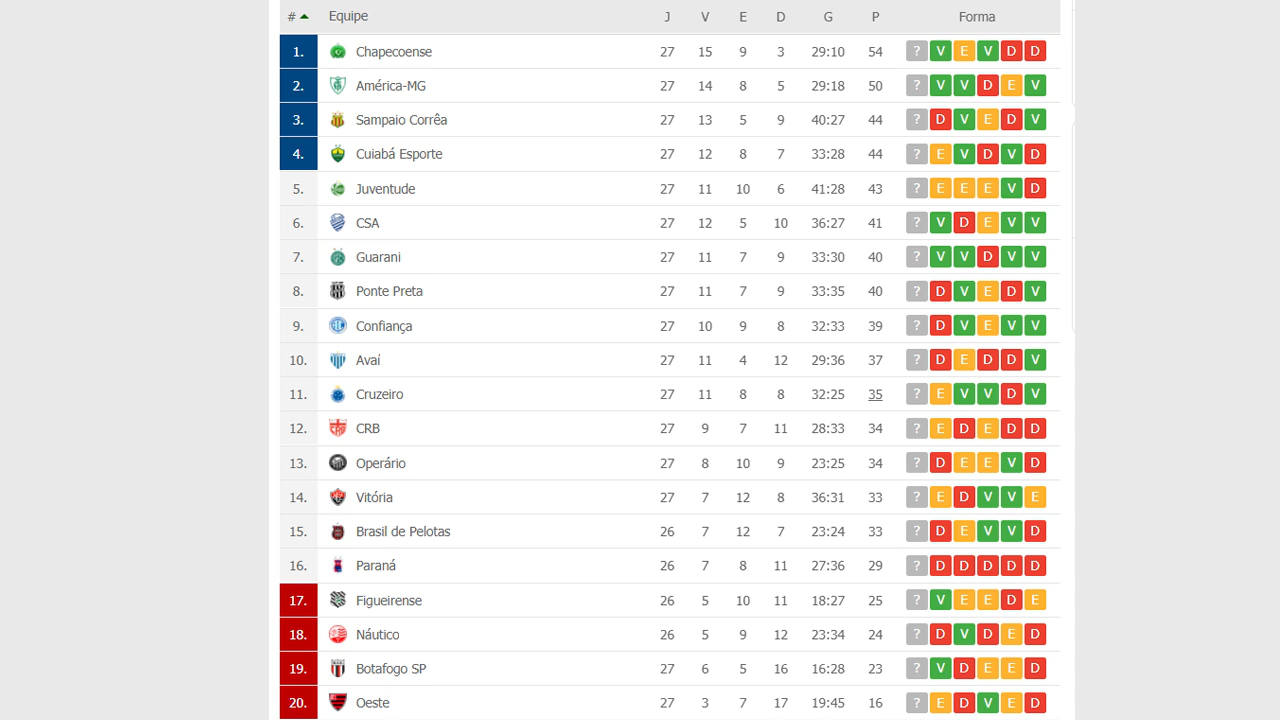 # Equipe J V E D G P Forma
1. Chapecoense 27 15 9 3 29:10 54 ? V E V D D
2. América-MG 27 14 8 5 29:18 50 ? V V D E V
3. Sampaio Corrêa 27 13 5 9 40:27 44 ? D V E D V
4. Cuiabá Esporte 27 12 8 7 33:28 44 ? E V D V D
5. Juventude 27 11 10 6 41:28 43 ? E E E V D
6. CSA 27 12 5 10 36:27 41 ? V D E V V
7. Guarani 27 11 7 9 33:30 40 ? V V D V V
8. Ponte Preta 27 11 7 9 33:35 40 ? D V E D V
9. Confiança 27 10 9 8 32:33 39 ? D V E V V
10. Avaí 27 11 4 12 29:36 37 ? D E D D V
11. Cruzeiro 27 11 8 8 32:25 35 ? E V V D V
12. CRB 27 9 7 11 28:33 34 ? E D E D D
13. Operário 27 8 10 9 23:25 34 ? D E E V D
14. Vitória 27 7 12 8 36:31 33 ? E D V V E
15. Brasil de Pelotas 26 7 12 7 23:24 33 ? D E V V D
16. Paraná 26 7 8 11 27:36 29 ? D D D D D
17. Figueirense 26 5 10 11 18:27 25 ? V E E D E
18. Náutico 26 5 9 12 23:34 24 ? D V D E D
19. Botafogo SP 27 5 8 14 16:28 23 ? V D E E D
20. Oeste 27 3 7 17 19:45 16 ? E D V E D